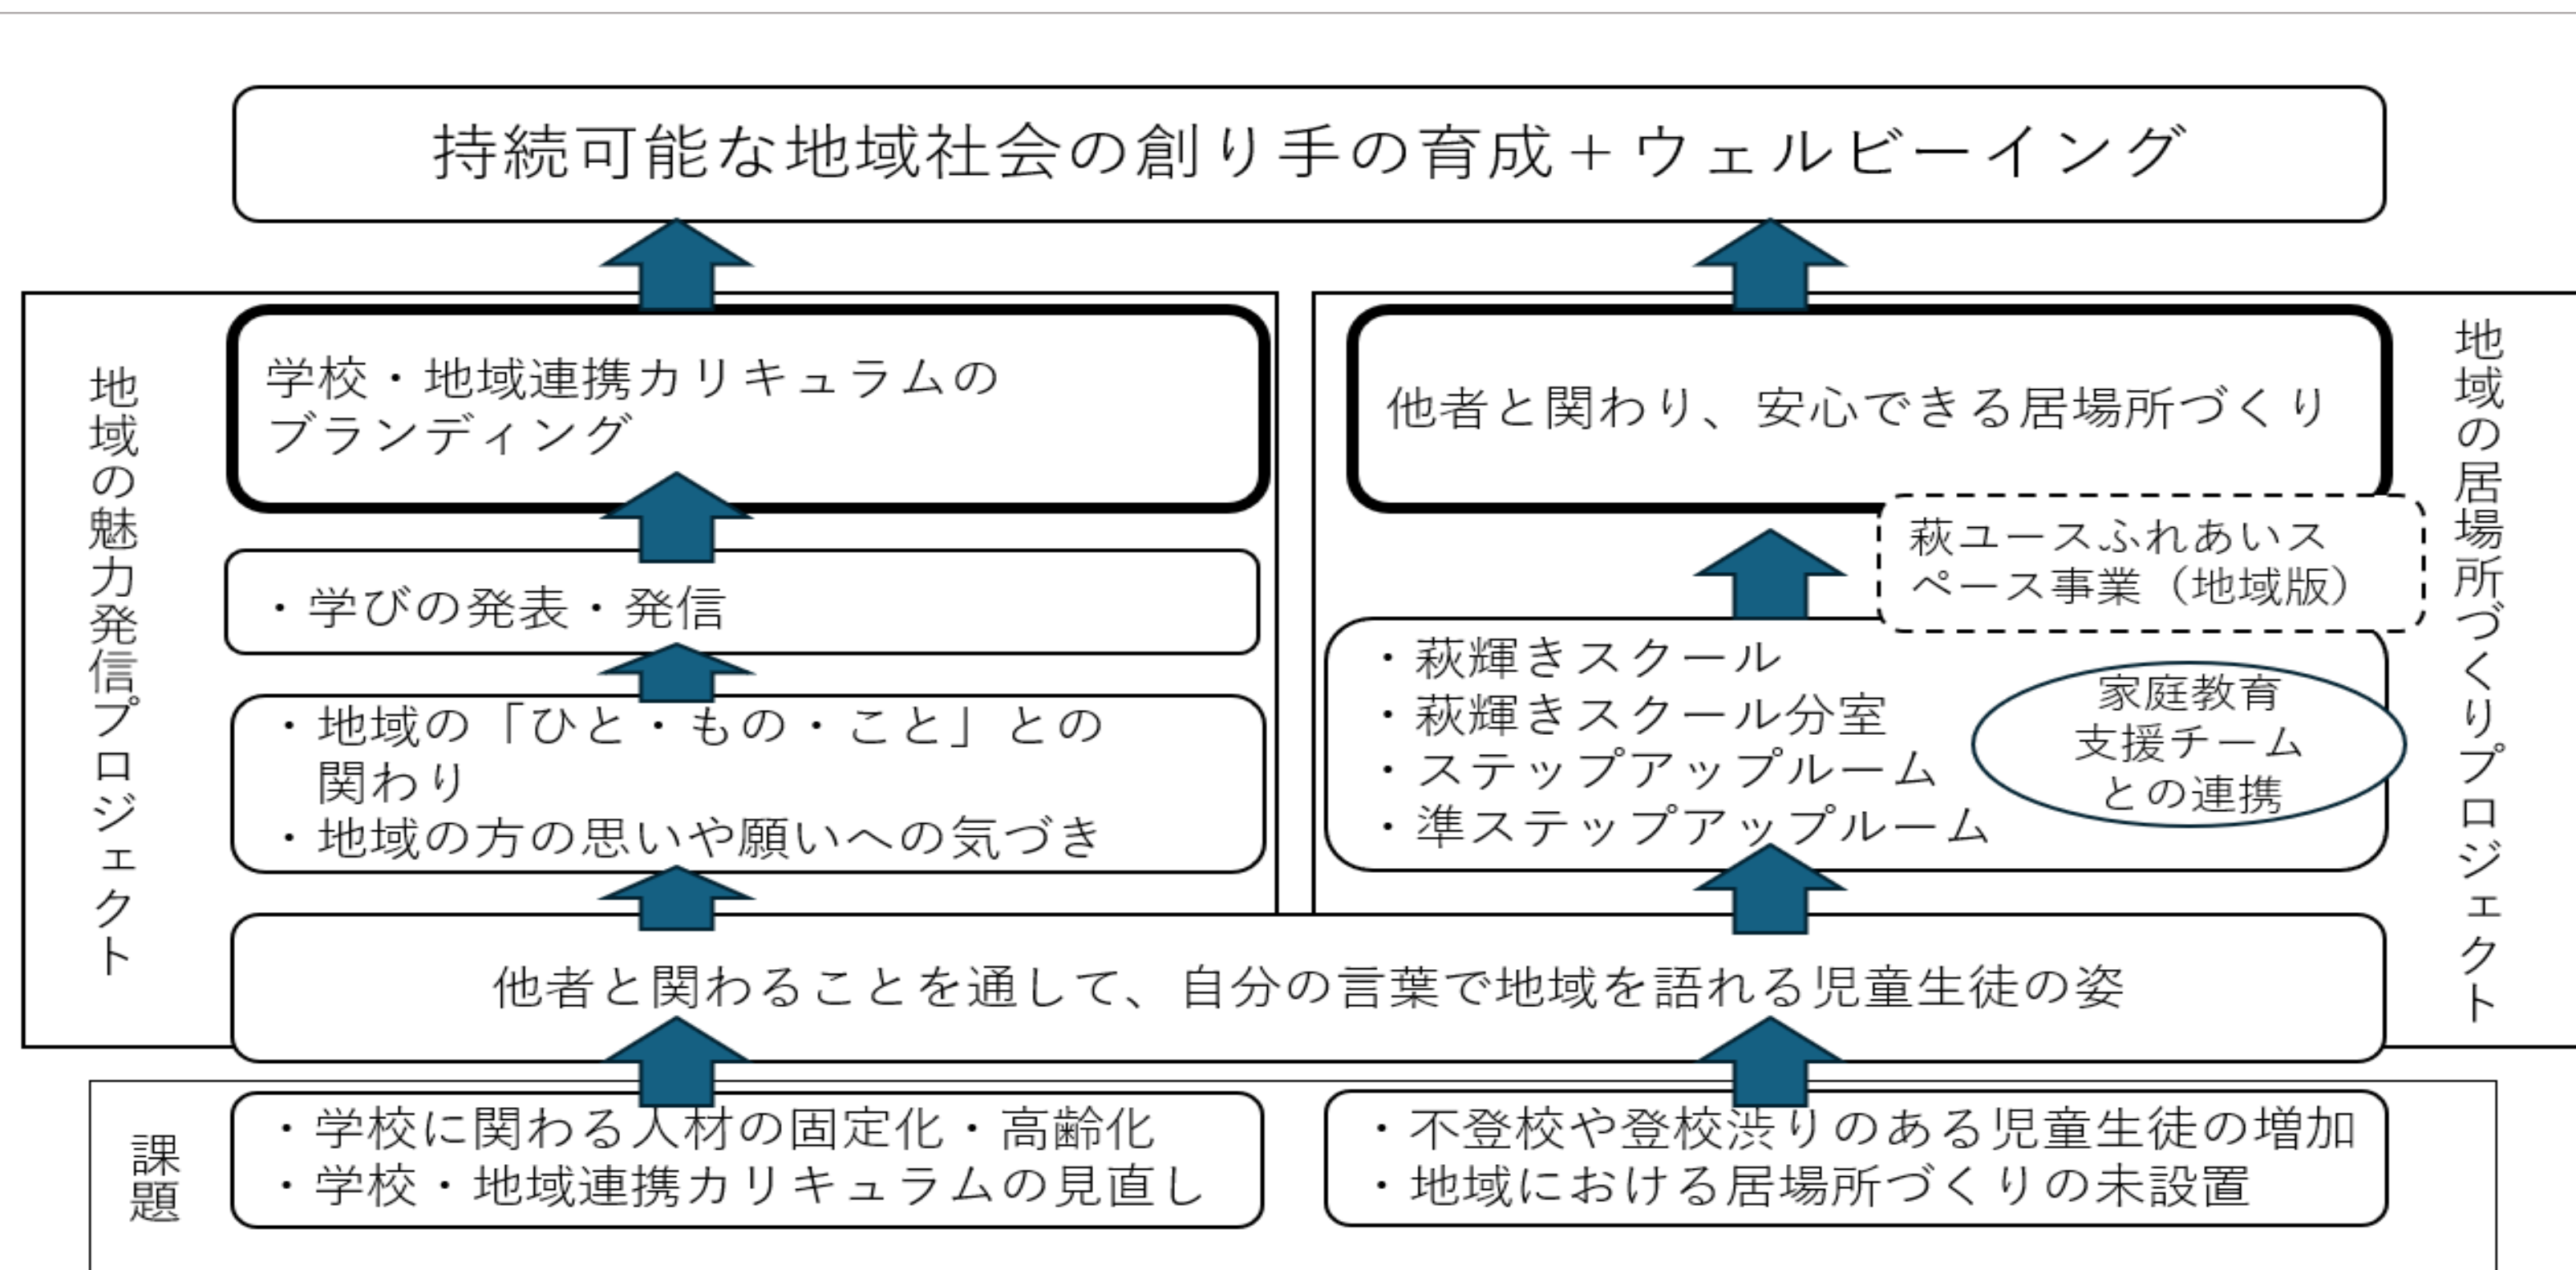 持続可能な地域社会の創り手の育成＋ウェルビーイング
地域の魅力発信プロジェクト
学校・地域連携カリキュラムの
ブランディング
・学びの発表・発信
・地域の「ひと・もの・こと」との
関わり
・地域の方の思いや願いへの気づき
他者と関わり、安心できる居場所づくり
萩ユースふれあいス
ペース事業（地域版）
・萩輝きスクール
・萩輝きスクール分室
・ステップアップルーム
・準ステップアップルーム
家庭教育
支援チーム
との連携
地域の居場所づくりプロジェクト
他者と関わることを通して、自分の言葉で地域を語れる児童生徒の姿
課題
・学校に関わる人材の固定化・高齢化
・学校・地域連携カリキュラムの見直し
・不登校や登校渋りのある児童生徒の増加
・地域における居場所づくりの未設置